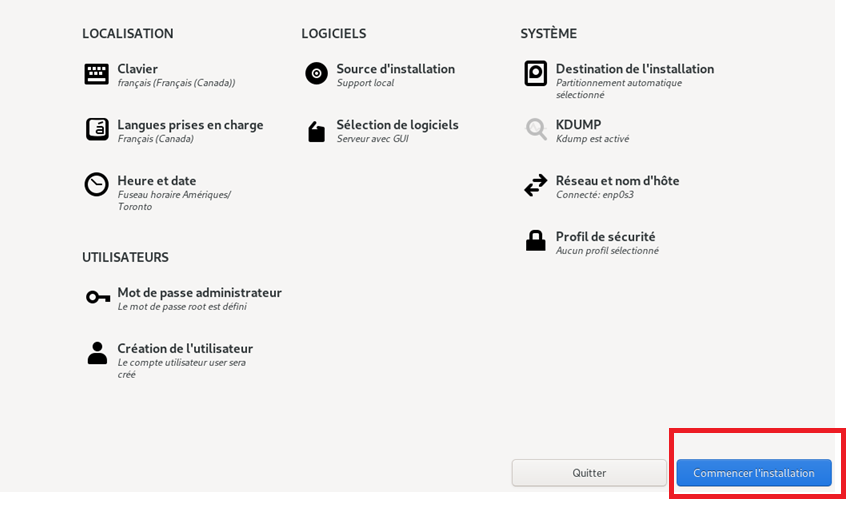 LOCALISATION
Clavier
français (Français (Canada))
Langues prises en charge
Français (Canada)
Heure et date
Fuseau horaire Amériques/
Toronto
UTILISATEURS
Mot de passe administrateur
Le mot de passe root est défini
Création de l'utilisateur
Le compte utilisateur user sera
créé
LOGICIELS
Source d'installation
Support local
Sélection de logiciels
Serveur avec GUI
SYSTÈME
Destination de l'installation
Partitionnement automatique
sélectionné
KDUMP
Kdump est activé
Réseau et nom d'hôte
Connecté: enp0s3
Profil de sécurité
Aucun profil sélectionné
Quitter
Commencer l'installation